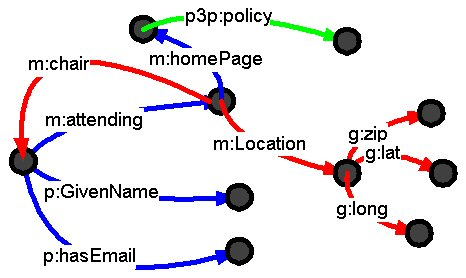 p3p:policy
m:homePage
m:chair
m:attending
m:Location
g:zip
g:lat
p:GivenName
g:long
p:hasEmail